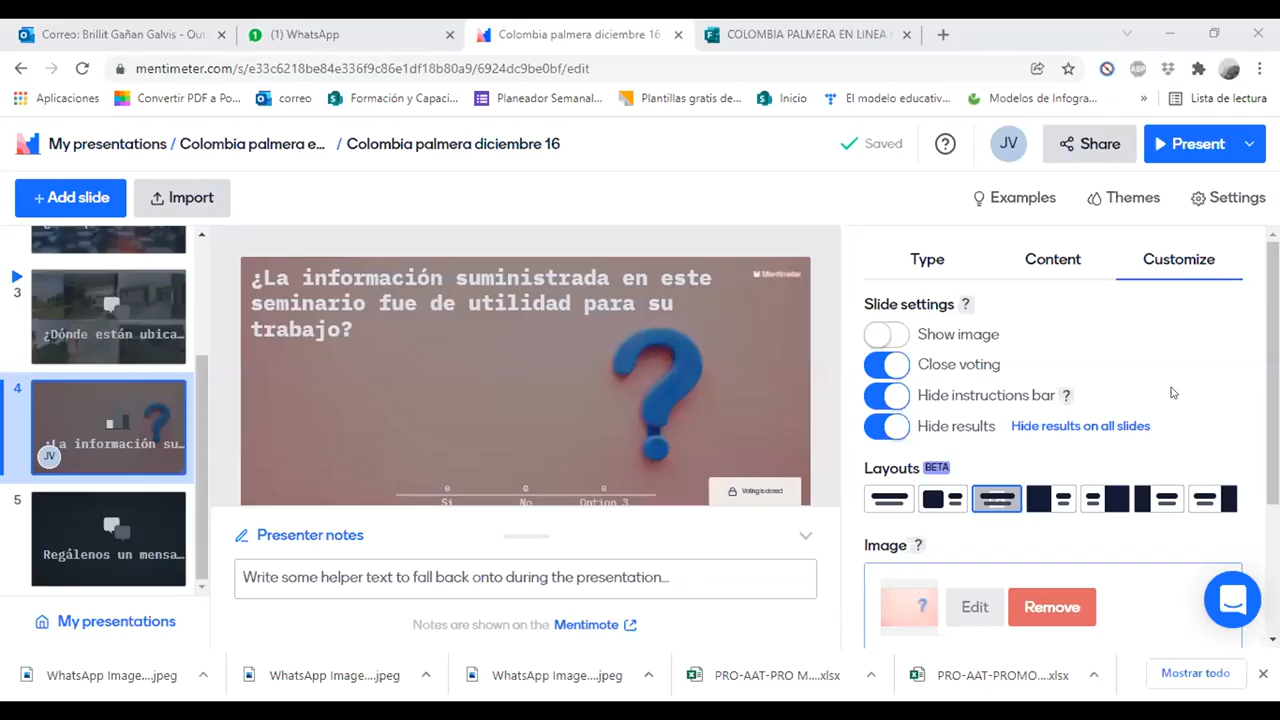 Correo: Brillit Gañan Galvis - Out
(1) WhatsApp
Colombia palmera diciembre 16
COLOMBIA PALMERA EN LINEA
mentimeter.com/s/e33c6218be84e336f9c86e1df18b80a9/6924dc9be0bf/edit
Aplicaciones
Convertir PDF a Po...
correo
Formación y Capaci...
Planeador Semanal...
Plantillas gratis de...
Inicio
El modelo educativ...
Modelos de Infogra...
»
Lista de lectura
My presentations / Colombia palmera e... / Colombia palmera diciembre 16
Saved
?
JV
Share
Present
+ Add slide
Import
Examples
Themes
Settings
3
¿Dónde están ubica…
4
¿La información su…
JV
5
Regálenos un mensa…
My presentations
¿La información suministrada en este
seminario fue de utilidad para su
trabajo?
Mentimeter
0 0 0
Si No Option 3
Voting is closed
Presenter notes
Write some helper text to fall back onto during the presentation...
Notes are shown on the Mentimote
Type
Content
Customize
Slide settings ?
Show image
Close voting
Hide instructions bar ?
Hide results
Hide results on all slides
Layouts BETA
Image ?
Edit
Remove
WhatsApp Image....jpeg
WhatsApp Image....jpeg
WhatsApp Image....jpeg
PRO-AAT-PRO M....xlsx
PRO-AAT-PROMO....xlsx
Mostrar todo